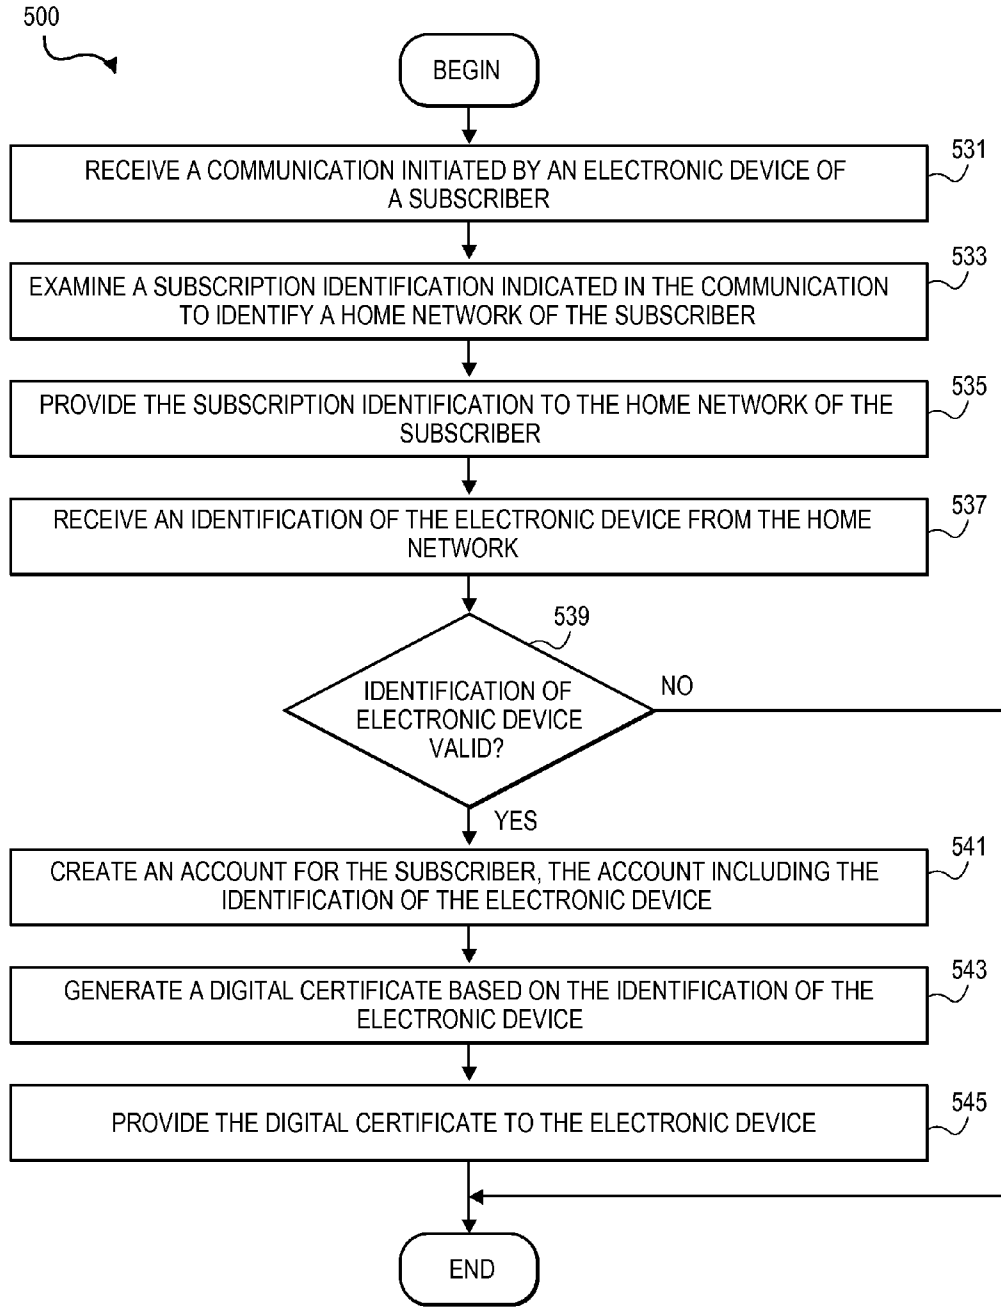 500
BEGIN
531
RECEIVE A COMMUNICATION INITIATED BY AN ELECTRONIC DEVICE OF
A SUBSCRIBER
533
EXAMINE A SUBSCRIPTION IDENTIFICATION INDICATED IN THE COMMUNICATION
TO IDENTIFY A HOME NETWORK OF THE SUBSCRIBER
535
PROVIDE THE SUBSCRIPTION IDENTIFICATION TO THE HOME NETWORK OF THE
SUBSCRIBER
537
RECEIVE AN IDENTIFICATION OF THE ELECTRONIC DEVICE FROM THE HOME
NETWORK
539
IDENTIFICATION OF
ELECTRONIC DEVICE
VALID?
NO
YES
541
CREATE AN ACCOUNT FOR THE SUBSCRIBER, THE ACCOUNT INCLUDING THE
IDENTIFICATION OF THE ELECTRONIC DEVICE
543
GENERATE A DIGITAL CERTIFICATE BASED ON THE IDENTIFICATION OF THE
ELECTRONIC DEVICE
545
PROVIDE THE DIGITAL CERTIFICATE TO THE ELECTRONIC DEVICE
END